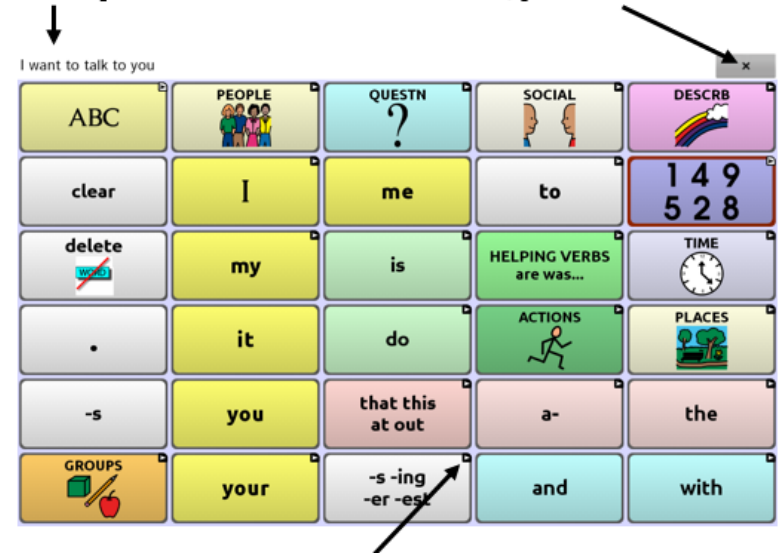 I want to talk to you
×
ABC
PEOPLE
QUESTN
?
SOCIAL
DESCRB
clear
I
me
to
1 4 9
5 2 8
delete
WORD
my
is
HELPING VERBS
are was...
TIME
.
it
do
ACTIONS
PLACES
-s
you
that this
at out
a-
the
GROUPS
your
-s -ing
-er -est
and
with